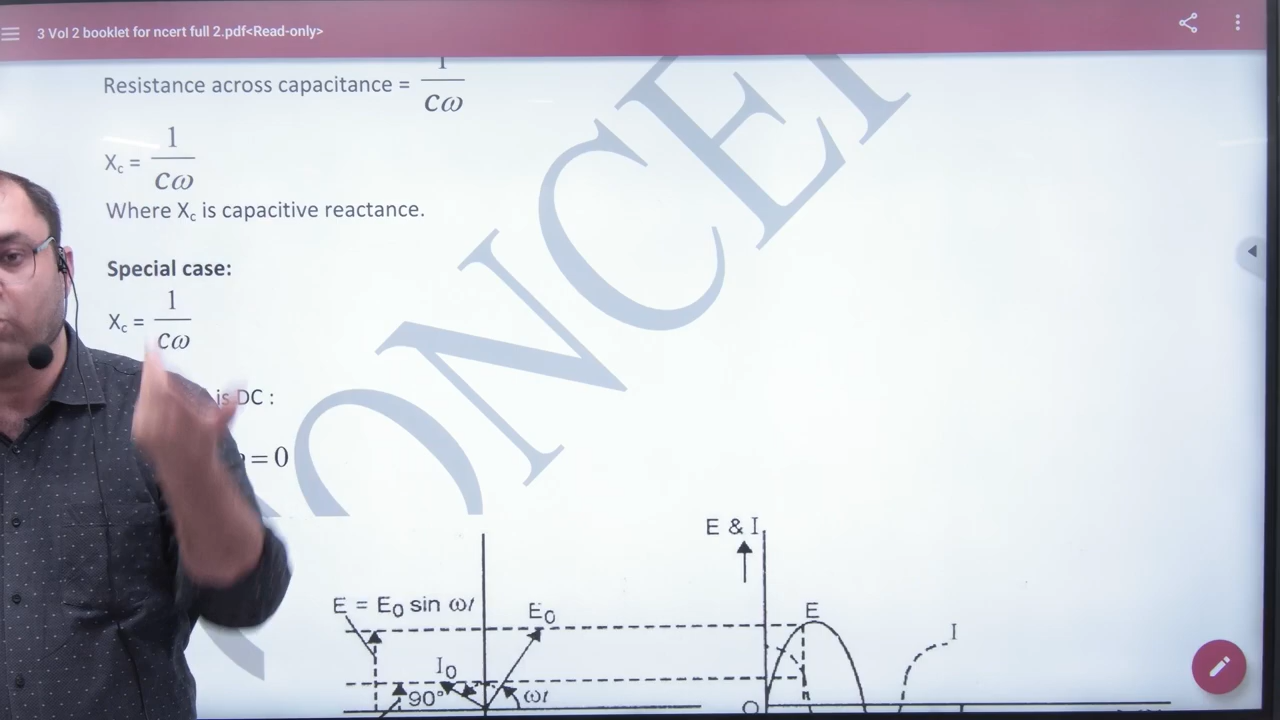 3 Vol 2 booklet for ncert full 2.pdf<Read-only>
Resistance across capacitance = 1/cω
Xc = 1/cω
Where Xc is capacitive reactance.
Special case:
Xc = 1/cω
is DC :
= 0
E & I
E = E0 sin ωt
E0
E
I
I0
90°
ωt
O